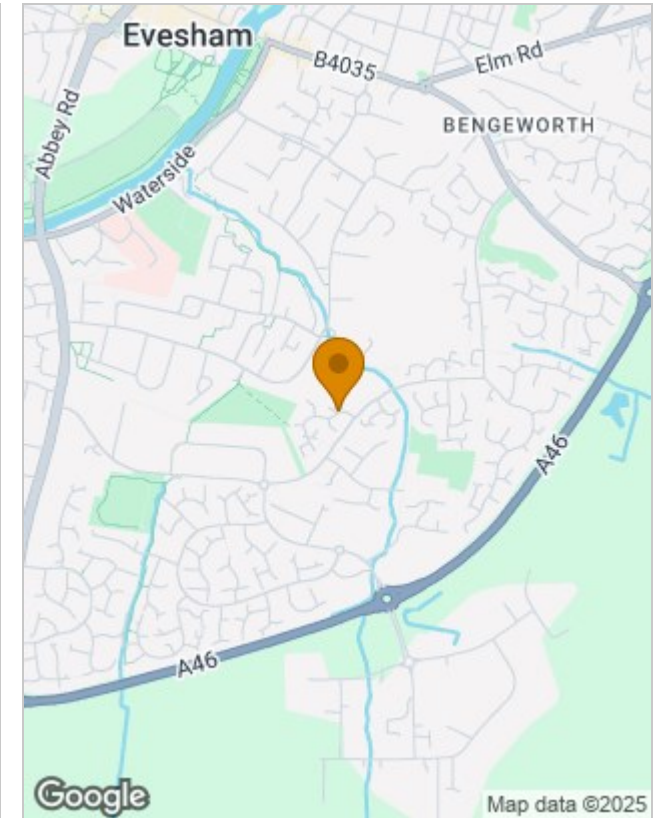 Evesham
B4035
Elm Rd
BENGEWORTH
Abbey Rd
Waterside
A46
A46
Google
Map data ©2025